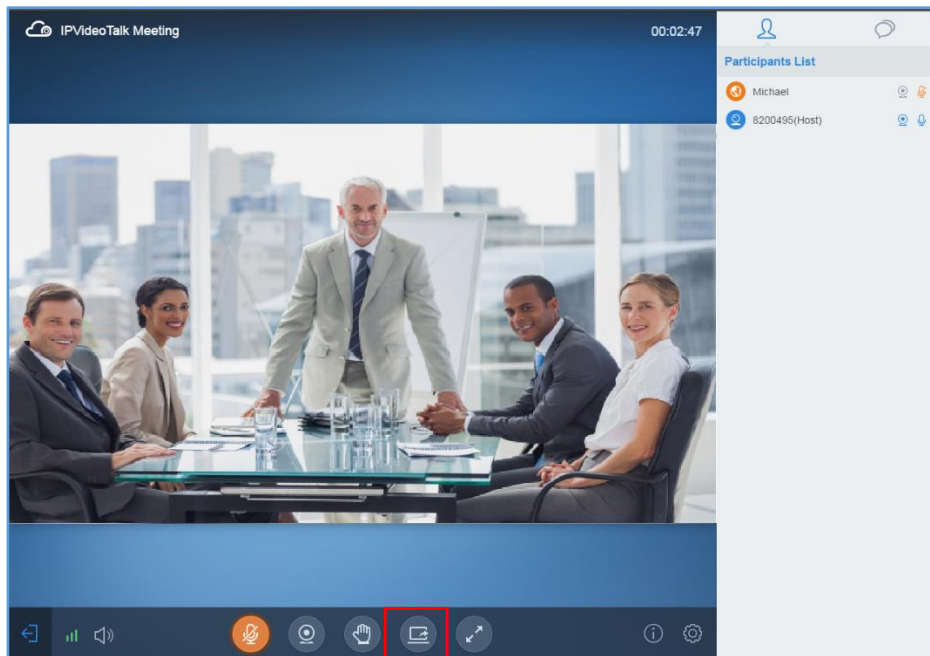 IPVideoTalk Meeting
00:02:47
Participants List
Michael
8200495(Host)